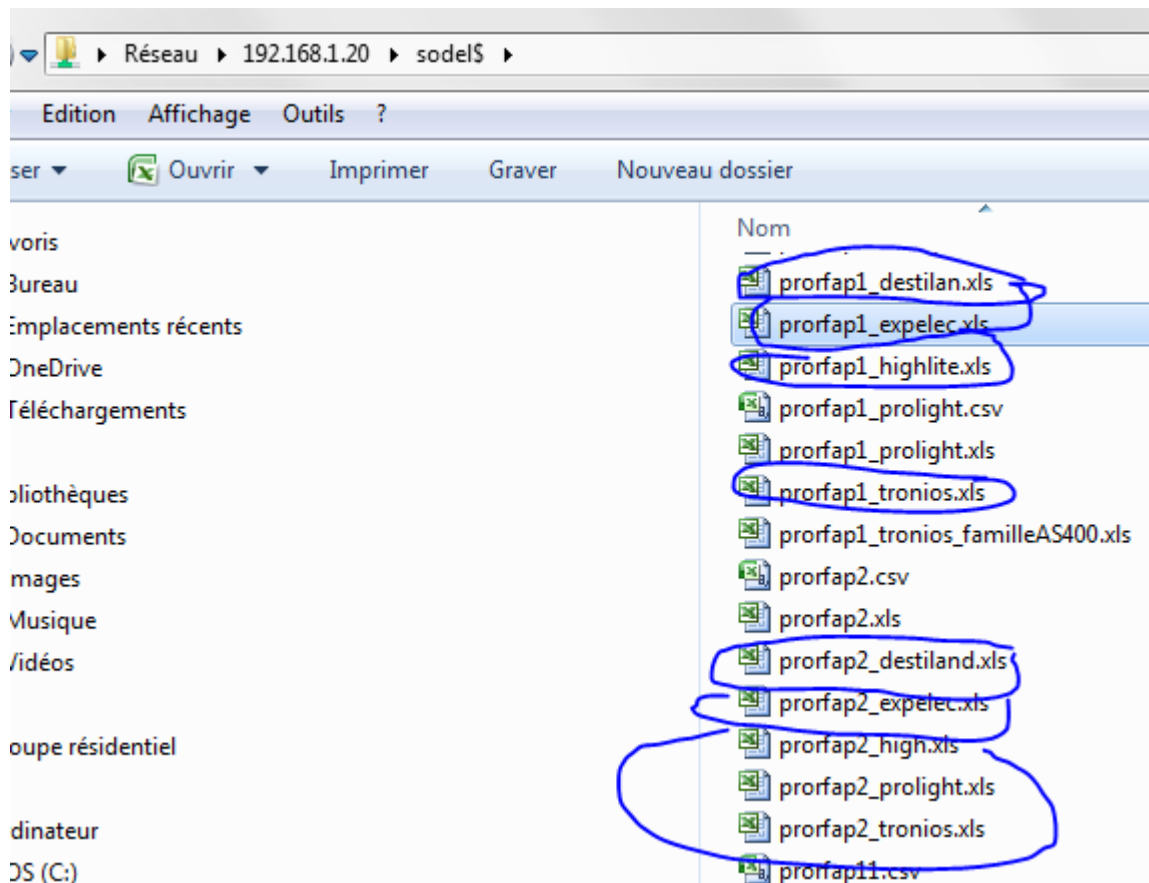 Réseau 192.168.1.20 sodel$
Edition Affichage Outils ?
ser Ouvrir Imprimer Graver Nouveau dossier
voris
Bureau
Emplacements récents
OneDrive
Téléchargements
bliothèques
Documents
mages
Musique
Vidéos
oupe résidentiel
dinateur
OS (C:)
Nom
prorfap1_destilan.xls
prorfap1_expelec.xls
prorfap1_highlite.xls
prorfap1_prolight.csv
prorfap1_prolight.xls
prorfap1_tronios.xls
prorfap1_tronios_familleAS400.xls
prorfap2.csv
prorfap2.xls
prorfap2_destiland.xls
prorfap2_expelec.xls
prorfap2_high.xls
prorfap2_prolight.xls
prorfap2_tronios.xls
prorfap11.csv